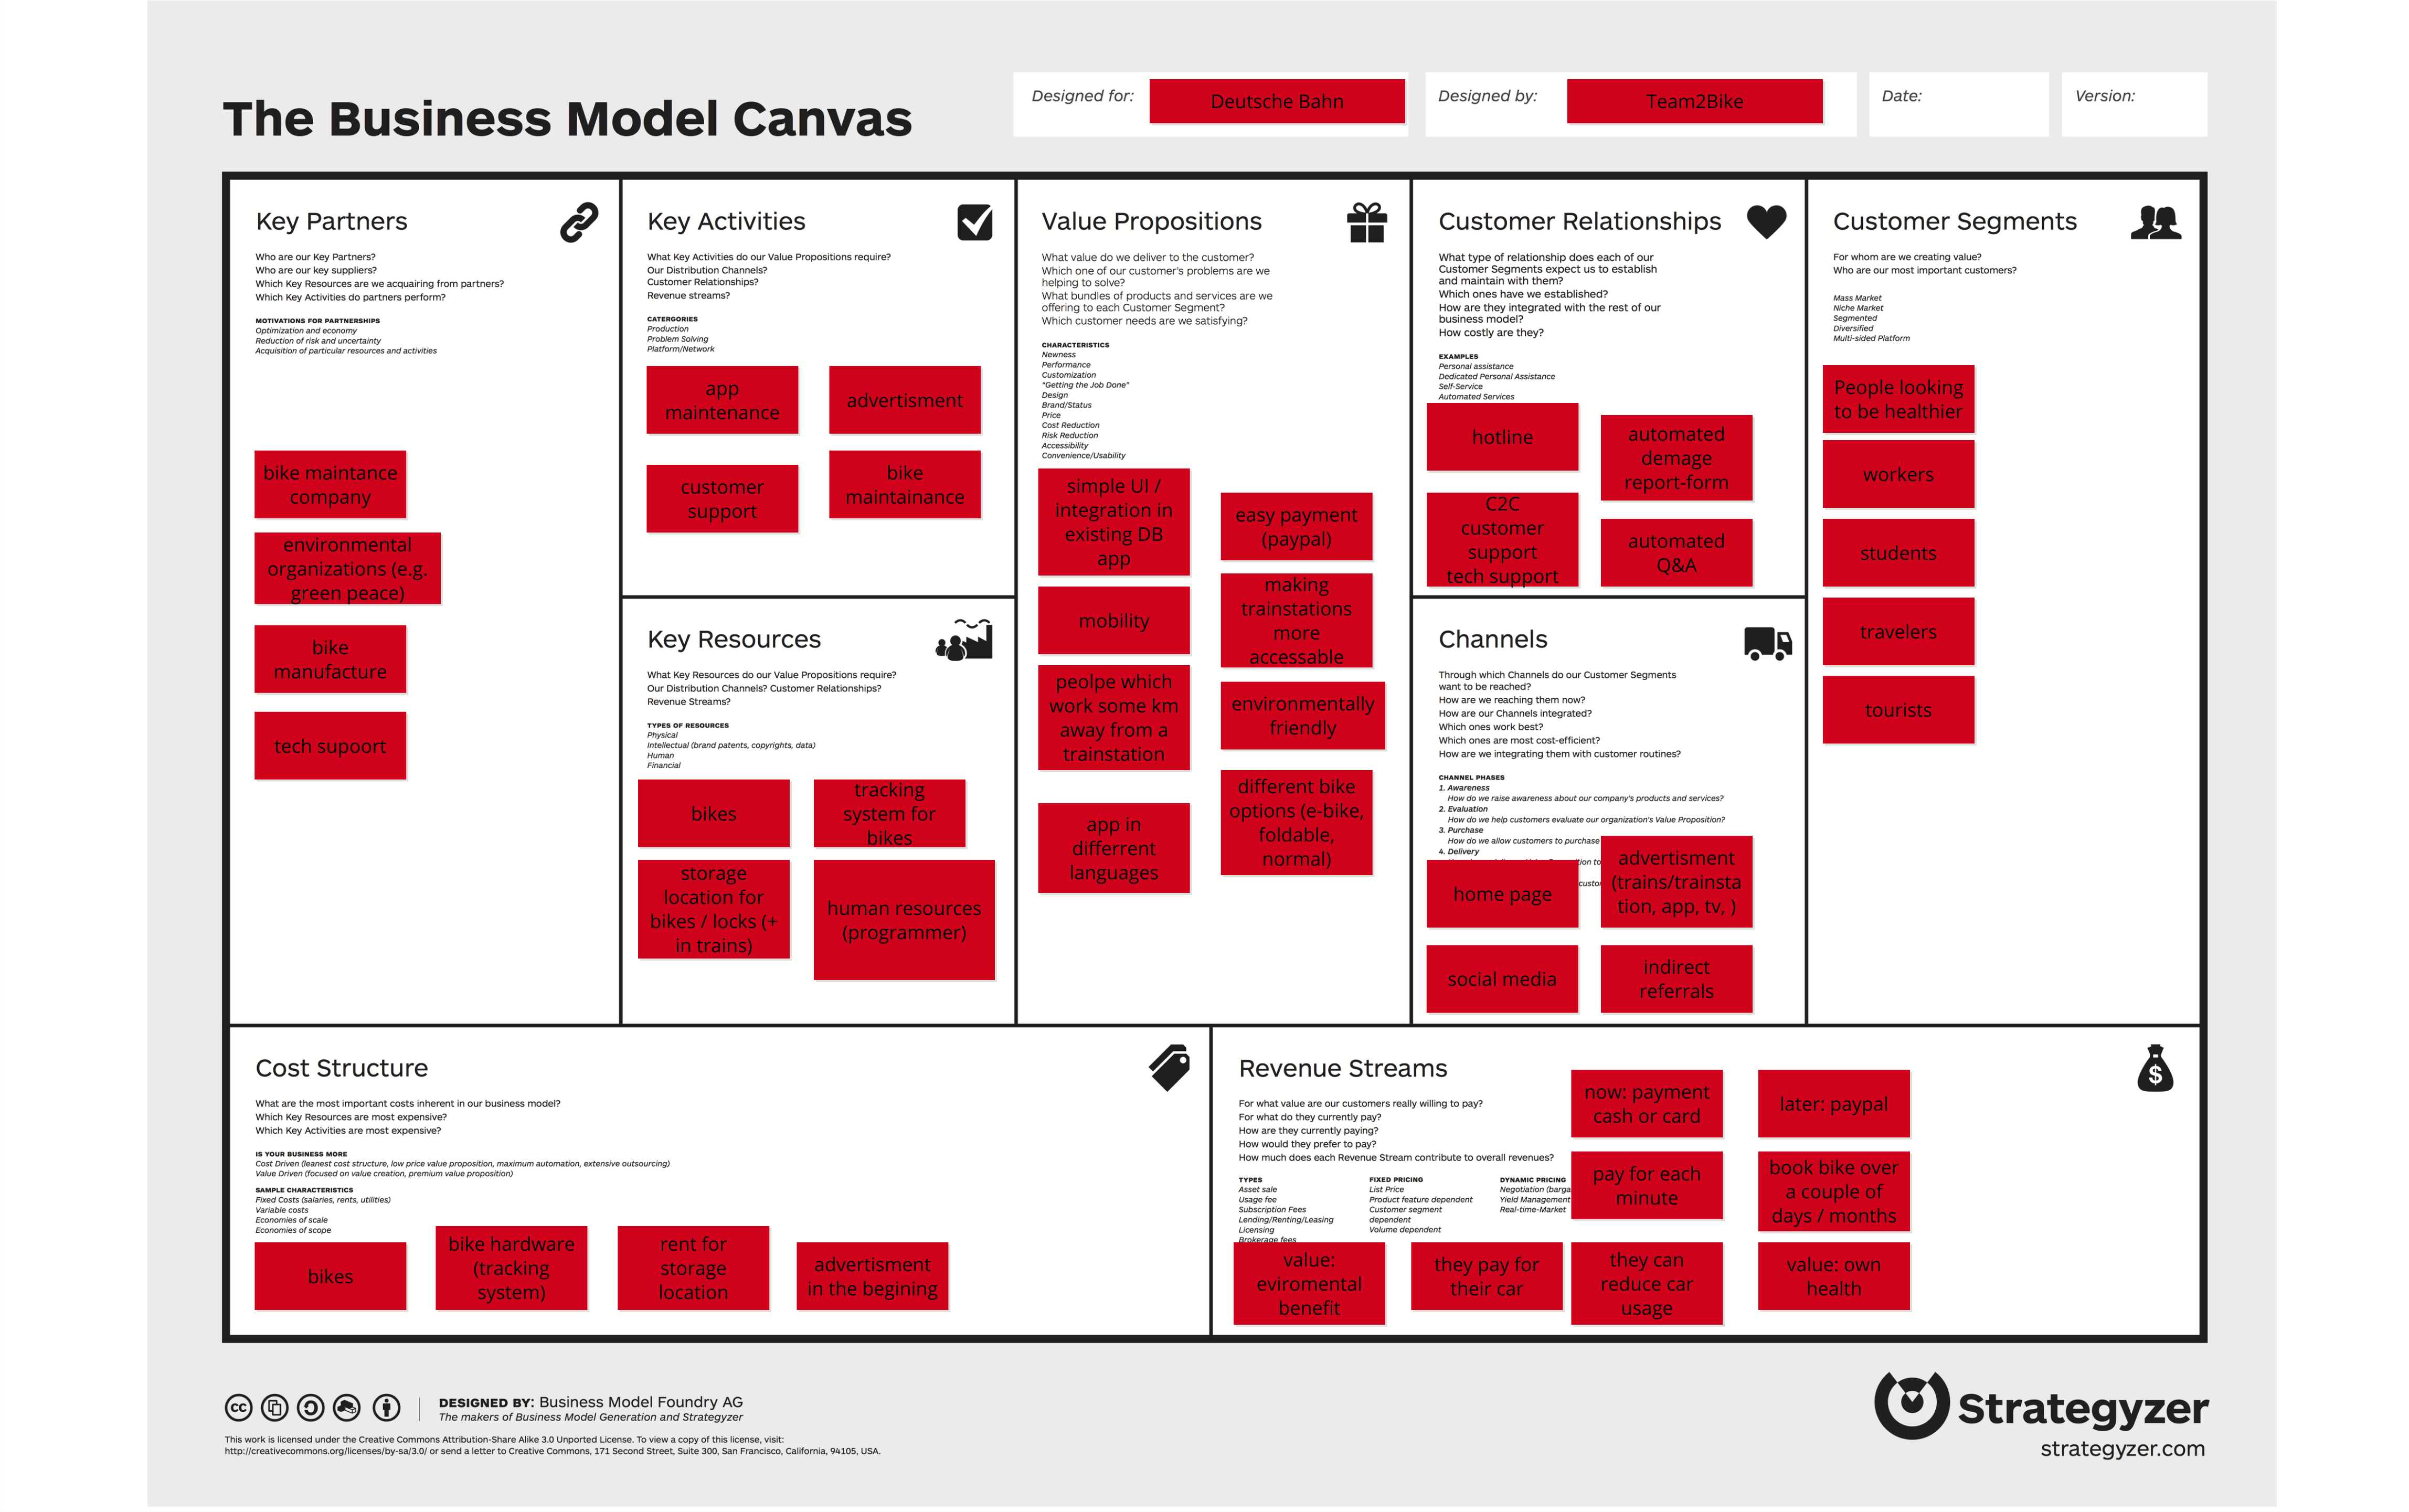 The Business Model Canvas
Designed for:
Deutsche Bahn
Designed by:
Team2Bike
Date:
Version:
Key Partners
Who are our Key Partners?
Who are our key suppliers?
Which Key Resources are we acquiring from partners?
Which Key Activities do partners perform?
MOTIVATIONS FOR PARTNERSHIPS
Optimization and economy
Reduction of risk and uncertainty
Acquisition of particular resources and activities
bike maintance
company
environmental
organizations (e.g.
green peace)
bike
manufacture
tech supoort
Key Activities
What Key Activities do our Value Propositions require?
Our Distribution Channels?
Customer Relationships?
Revenue streams?
CATERGORIES
Production
Problem Solving
Platform/Network
app
maintenance
advertisment
customer
support
bike
maintainance
Key Resources
What Key Resources do our Value Propositions require?
Our Distribution Channels? Customer Relationships?
Revenue Streams?
TYPES OF RESOURCES
Physical
Intellectual (brand patents, copyrights, data)
Human
Financial
bikes
tracking
system for
bikes
storage
location for
bikes / locks (+
in trains)
human resources
(programmer)
Value Propositions
What value do we deliver to the customer?
Which one of our customer's problems are we
helping to solve?
What bundles of products and services are we
offering to each Customer Segment?
Which customer needs are we satisfying?
CHARACTERISTICS
Newness
Performance
Customization
"Getting the Job Done"
Design
Brand/Status
Price
Cost Reduction
Risk Reduction
Accessibility
Convenience/Usability
simple UI /
integration in
existing DB
app
easy payment
(paypal)
mobility
making
trainstations
more
accessable
peolpe which
work some km
away from a
trainstation
environmentally
friendly
app in
differrent
languages
different bike
options (e-bike,
foldable,
normal)
Customer Relationships
What type of relationship does each of our
Customer Segments expect us to establish
and maintain with them?
Which ones have we established?
How are they integrated with the rest of our
business model?
How costly are they?
EXAMPLES
Personal assistance
Dedicated Personal Assistance
Self-Service
Automated Services
hotline
automated
demage
report-form
C2C
customer
support
tech support
automated
Q&A
Channels
Through which Channels do our Customer Segments
want to be reached?
How are we reaching them now?
How are our Channels integrated?
Which ones work best?
Which ones are most cost-efficient?
How are we integrating them with customer routines?
CHANNEL PHASES
1. Awareness
How do we raise awareness about our company's products and services?
2. Evaluation
How do we help customers evaluate our organization's Value Proposition?
3. Purchase
How do we allow customers to purchase
4. Delivery
home page
advertisment
(trains/trainsta
tion, app, tv, )
social media
indirect
referrals
Customer Segments
For whom are we creating value?
Who are our most important customers?
Mass Market
Niche Market
Segmented
Diversified
Multi-sided Platform
People looking
to be healthier
workers
students
travelers
tourists
Cost Structure
What are the most important costs inherent in our business model?
Which Key Resources are most expensive?
Which Key Activities are most expensive?
IS YOUR BUSINESS MORE
Cost Driven (leanest cost structure, low price value proposition, maximum automation, extensive outsourcing)
Value Driven (focused on value creation, premium value proposition)
SAMPLE CHARACTERISTICS
Fixed Costs (salaries, rents, utilities)
Variable costs
Economies of scale
Economies of scope
bikes
bike hardware
(tracking
system)
rent for
storage
location
advertisment
in the begining
Revenue Streams
For what value are our customers really willing to pay?
For what do they currently pay?
How are they currently paying?
How would they prefer to pay?
How much does each Revenue Stream contribute to overall revenues?
TYPES
Asset sale
Usage fee
Subscription Fees
Lending/Renting/Leasing
Licensing
Brokerage fees
FIXED PRICING
List Price
Product feature dependent
Customer segment
dependent
Volume dependent
DYNAMIC PRICING
Negotiation (barga
Yield Management
Real-time-Market
now: payment
cash or card
later: paypal
pay for each
minute
book bike over
a couple of
days / months
value:
eviromental
benefit
they pay for
their car
they can
reduce car
usage
value: own
health
$
cc
DESIGNED BY: Business Model Foundry AG
The makers of Business Model Generation and Strategyzer
This work is licensed under the Creative Commons Attribution-Share Alike 3.0 Unported License. To view a copy of this license, visit:
http://creativecommons.org/licenses/by-sa/3.0/ or send a letter to Creative Commons, 171 Second Street, Suite 300, San Francisco, California, 94105, USA.
Strategyzer
strategyzer.com